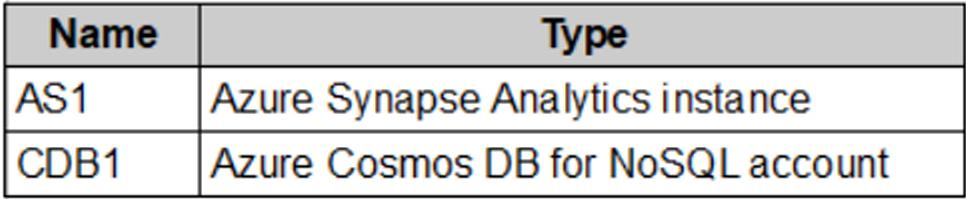 Name Type
AS1 Azure Synapse Analytics instance
CDB1 Azure Cosmos DB for NoSQL account